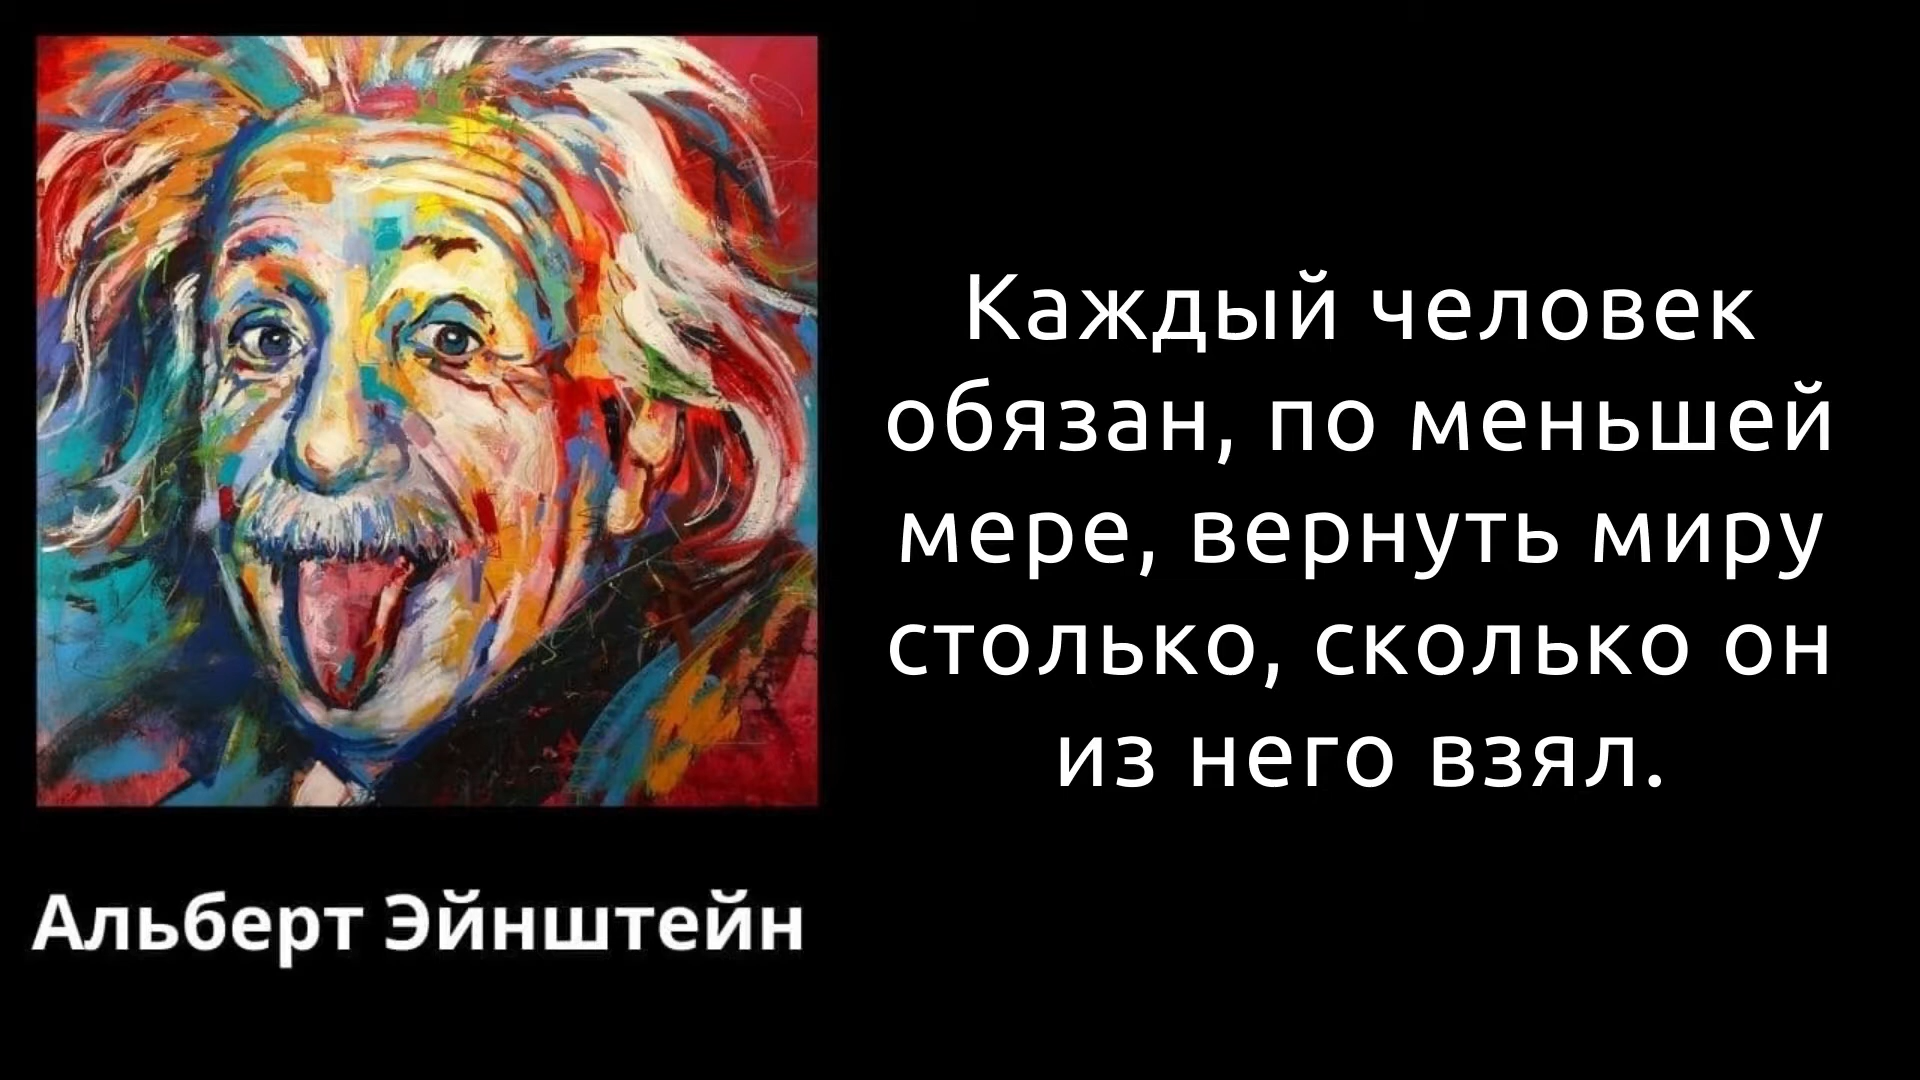 Каждый человек
обязан, по меньшей
мере, вернуть миру
столько, сколько он
из него взял.
Альберт Эйнштейн